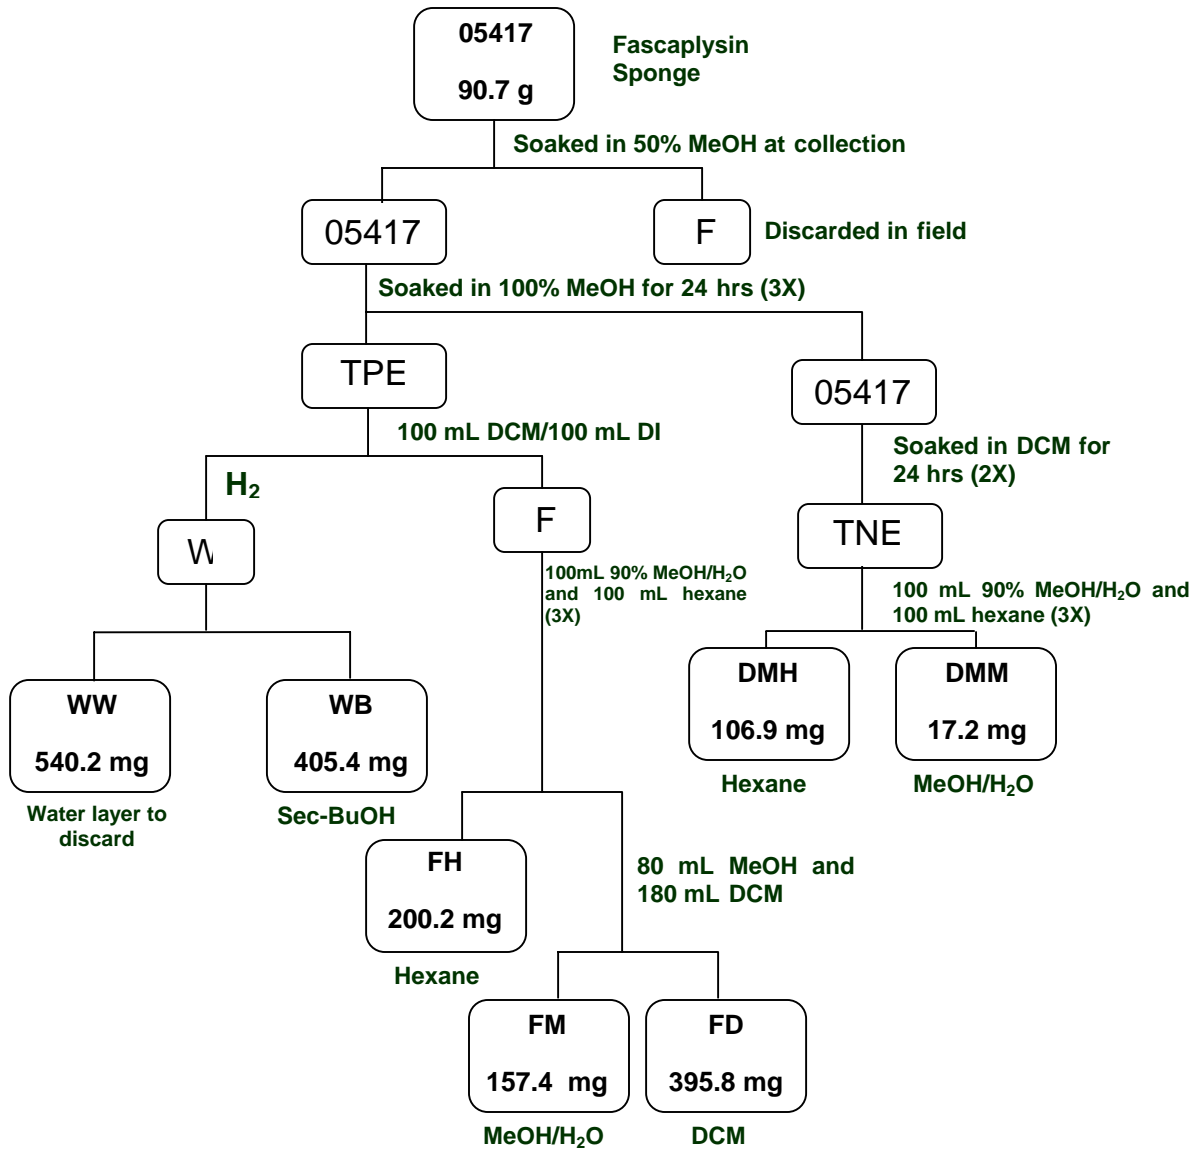 05417
90.7 g
Fascaplysin
Sponge
Soaked in 50% MeOH at collection
05417
F
Discarded in field
Soaked in 100% MeOH for 24 hrs (3X)
TPE
05417
100 mL DCM/100 mL DI
Soaked in DCM for
24 hrs (2X)
H₂
W
F
TNE
100mL 90% MeOH/H₂O
and 100 mL hexane
(3X)
100 mL 90% MeOH/H₂O and
100 mL hexane (3X)
WW
540.2 mg
Water layer to
discard
WB
405.4 mg
Sec-BuOH
DMH
106.9 mg
Hexane
DMM
17.2 mg
MeOH/H₂O
FH
200.2 mg
Hexane
80 mL MeOH and
180 mL DCM
FM
157.4 mg
MeOH/H₂O
FD
395.8 mg
DCM